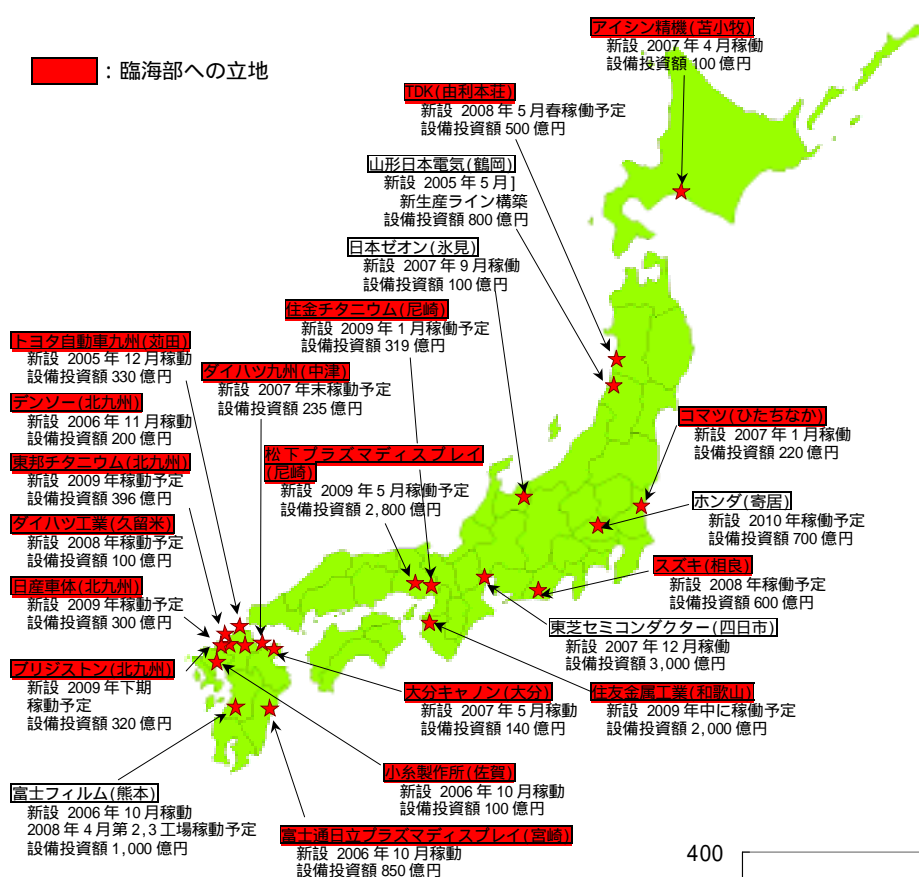 ：臨海部への立地
アイシン精機(苫小牧)
新設 2007年4月稼働
設備投資額 100億円
TDK(由利本荘)
新設 2008年5月春稼働予定
設備投資額 500億円
山形日本電気(鶴岡)
新設 2005年5月]
新生産ライン構築
設備投資額 800億円
日本ゼオン(氷見)
新設 2007年9月稼働
設備投資額 100億円
住金チタニウム(尼崎)
新設 2009年1月稼働予定
設備投資額 319億円
トヨタ自動車九州(苅田)
新設 2005年12月稼動
設備投資額 330億円
ダイハツ九州(中津)
新設 2007年末稼働予定
設備投資額 235億円
デンソー(北九州)
新設 2006年11月稼働
設備投資額 200億円
東邦チタニウム(北九州)
新設 2009年稼働予定
設備投資額 396億円
松下プラズマディスプレイ
(尼崎)
新設 2009年5月稼働予定
設備投資額 2,800億円
コマツ(ひたちなか)
新設 2007年1月稼働
設備投資額 220億円
ホンダ(寄居)
新設 2010年稼働予定
設備投資額 700億円
ダイハツ工業(久留米)
新設 2008年稼動予定
設備投資額 100億円
日産車体(北九州)
新設 2009年稼働予定
設備投資額 300億円
スズキ(相良)
新設 2008年稼働予定
設備投資額 600億円
東芝セミコンダクター(四日市)
新設 2007年12月稼働
設備投資額 3,000億円
ブリジストン(北九州)
新設 2009年下期
稼動予定
設備投資額 320億円
大分キャノン(大分)
新設 2007年5月稼動
設備投資額 140億円
住友金属工業(和歌山)
新設 2009年中に稼働予定
設備投資額 2,000億円
小糸製作所(佐賀)
新設 2006年10月稼働
設備投資額 100億円
富士フィルム(熊本)
新設 2006年10月稼動
2008年4月第2,3工場稼動予定
設備投資額 1,000億円
富士通日立プラズマディスプレイ(宮崎)
新設 2006年10月稼動
設備投資額 850億円
400